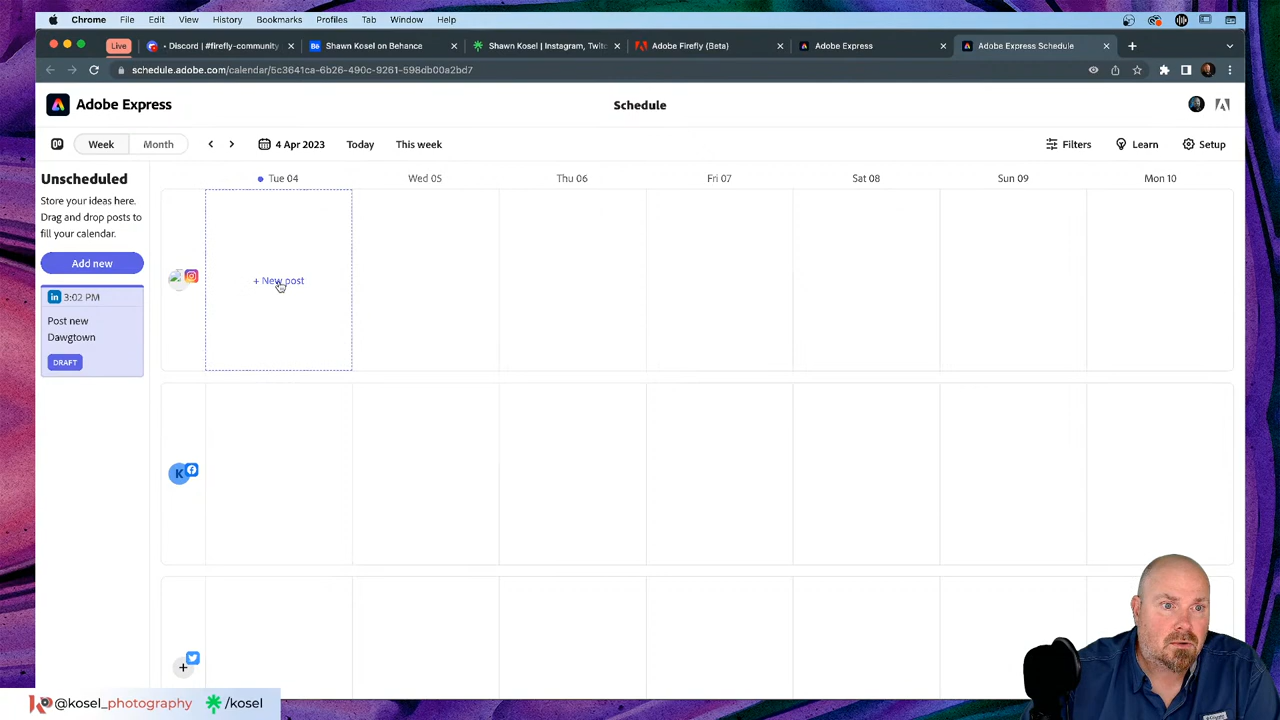 Chrome File Edit View History Bookmarks Profiles Tab Window Help
Live • Discord | #firefly-community Shawn Kosel on Behance Shawn Kosel | Instagram, Twitc Adobe Firefly (Beta) Adobe Express Adobe Express Schedule
schedule.adobe.com/calendar/5c3641ca-6b26-490c-9261-598db00a2bd7
Adobe Express
Schedule
Week Month 4 Apr 2023 Today This week Filters Learn Setup
Unscheduled
Tue 04 Wed 05 Thu 06 Fri 07 Sat 08 Sun 09 Mon 10
Store your ideas here.
Drag and drop posts to
fill your calendar.
Add new
+ New post
in 3:02 PM
Post new
Dawgtown
DRAFT
K
@kosel_photography /kosel